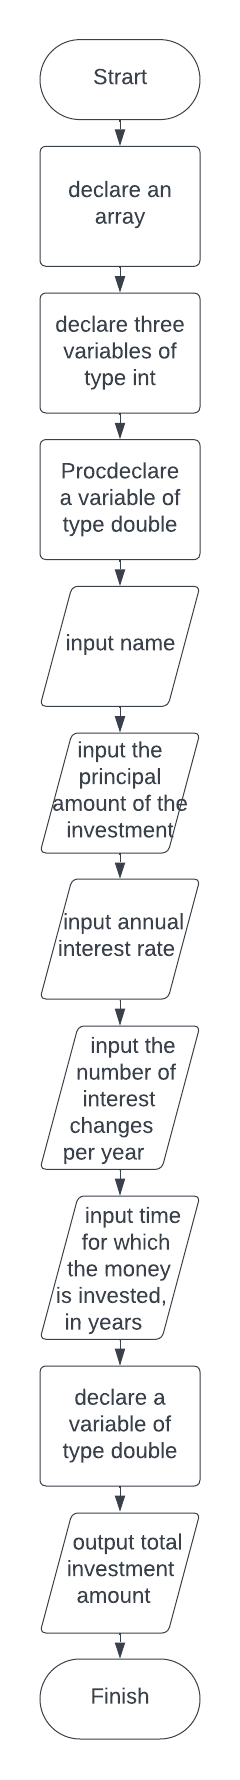 Strart
declare an
array
declare three
variables of
type int
Procdeclare
a variable of
type double
input name
input the
principal
amount of the
investment
input annual
interest rate
input the
number of
interest
changes
per year
input time
for which
the money
is invested,
in years
declare a
variable of
type double
output total
investment
amount
Finish